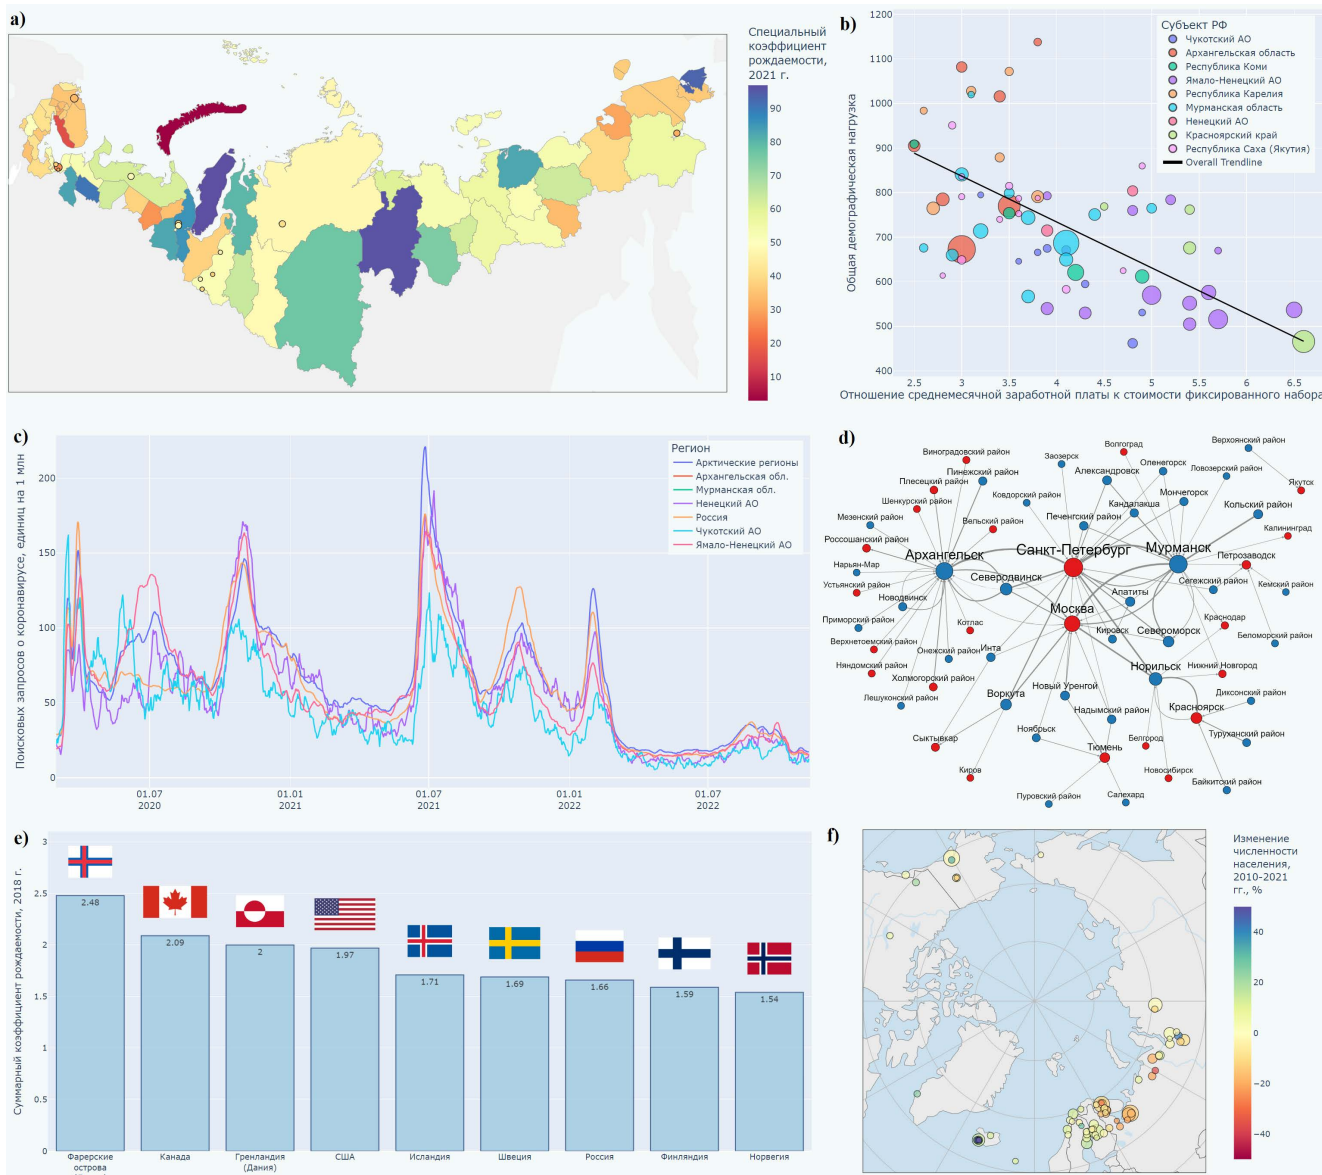 a)
Специальный
коэффициент
рождаемости,
2021 г.
90
80
70
60
50
40
30
20
10
b)
Общая демографическая нагрузка
1200
1100
1000
900
800
700
600
500
400
2.5
3
3.5
4
4.5
5
5.5
6
6.5
Отношение среднемесячной заработной платы к стоимости фиксированного набора
Субъект РФ
Чукотский АО
Архангельская область
Республика Коми
Ямало-Ненецкий АО
Республика Карелия
Мурманская область
Ненецкий АО
Красноярский край
Республика Саха (Якутия)
Overall Trendline
c)
Поисковых запросов о коронавирусе, единиц на 1 млн
200
150
100
50
0
01.07
2020
01.01
2021
01.07
2021
01.01
2022
01.07
2022
Регион
Арктические регионы
Архангельская обл.
Мурманская обл.
Ненецкий АО
Россия
Чукотский АО
Ямало-Ненецкий АО
d)
Верхоянский район
Волгоград
Виноградовский район
Заозерск
Оленегорск
Пинежский район
Александровск
Ловозерский район
Якутск
Плесецкий район
Ковдорский район
Мончегорск
Шенкурский район
Кандалакша
Кольский район
Мезенский район
Вельский район
Печенгский район
Калининград
Россошанский район
Архангельск
Санкт-Петербург
Мурманск
Петрозаводск
Нарьян-Мар
Северодвинск
Сегежский район
Кемский район
Устьянский район
Новодвинск
Апатиты
Москва
Краснодар
Приморский район
Котлас
Кировск
Североморск
Беломорский район
Верхнетоемский район
Онежский район
Инта
Няндомский район
Холмогорский район
Норильск
Нижний Новгород
Лешуконский район
Воркута
Новый Уренгой
Диксонский район
Надымский район
Красноярск
Ноябрьск
Белгород
Туруханский район
Сыктывкар
Тюмень
Киров
Новосибирск
Байкитский район
Пуровский район
Салехард
e)
Суммарный коэффициент рождаемости, 2018 г.
3
2.5
2
1.5
1
0.5
0
2.48
2.09
2
1.97
1.71
1.69
1.66
1.59
1.54
Фарерские
острова
Канада
Гренландия
(Дания)
США
Исландия
Швеция
Россия
Финляндия
Норвегия
f)
Изменение
численности
населения,
2010-2021
гг., %
40
20
0
−20
−40